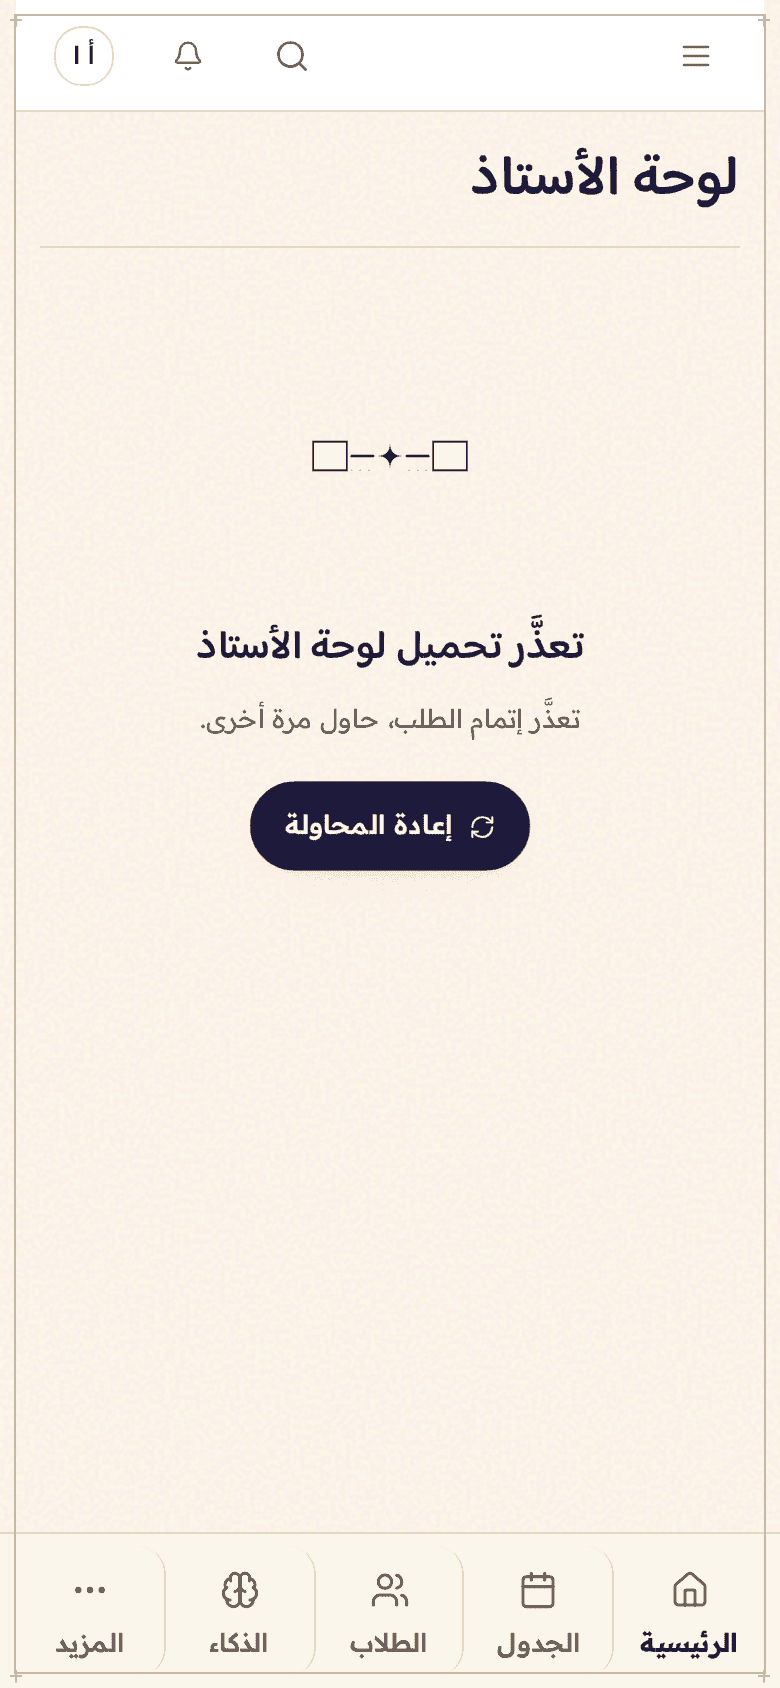 أ ا
لوحة الأستاذ
تعذَّر تحميل لوحة الأستاذ
تعذَّر إتمام الطلب، حاول مرة أخرى.
إعادة المحاولة
الرئيسية
الجدول
الطلاب
الذكاء
المزيد